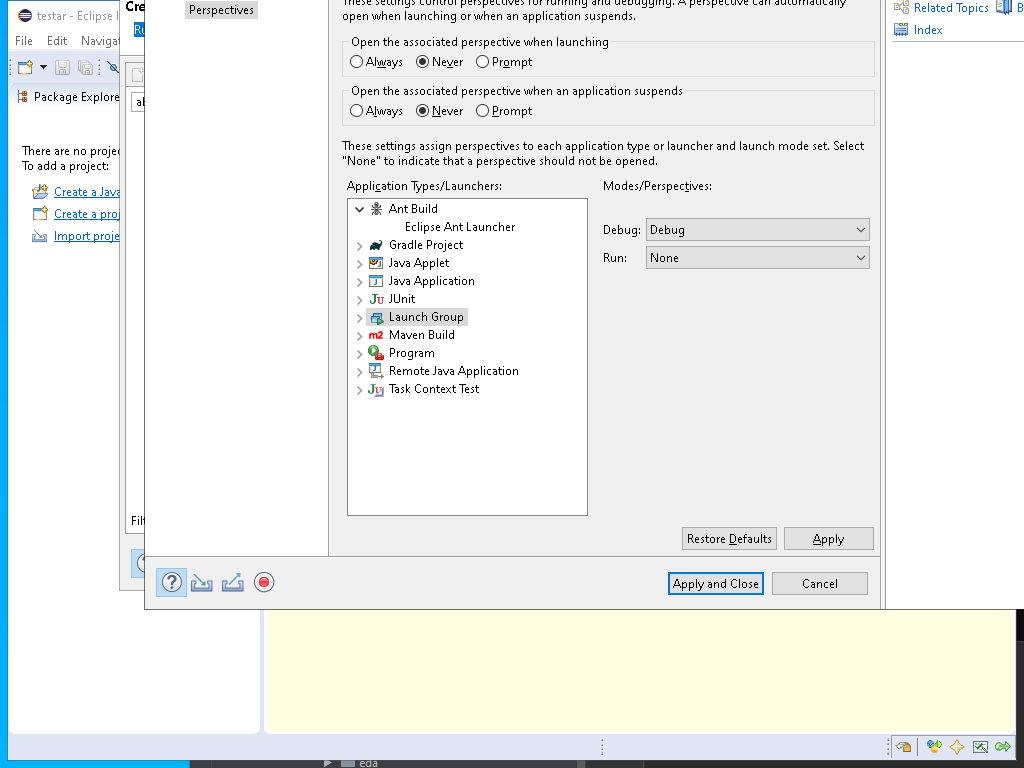 testar - Eclipse
File Edit Navigat
Package Explore
There are no projec
To add a project:
Create a Java
Create a proj
Import proje
Cre
Ru
Filt
Perspectives
These settings control perspectives for running and debugging. A perspective can automatically
open when launching or when an application suspends.
Open the associated perspective when launching
Always Never Prompt
Open the associated perspective when an application suspends
Always Never Prompt
These settings assign perspectives to each application type or launcher and launch mode set. Select
"None" to indicate that a perspective should not be opened.
Application Types/Launchers:
Ant Build
Eclipse Ant Launcher
Gradle Project
Java Applet
Java Application
JUnit
Launch Group
Maven Build
Program
Remote Java Application
Task Context Test
Modes/Perspectives:
Debug: Debug
Run: None
Restore Defaults Apply
Apply and Close Cancel
Related Topics B
Index
eda